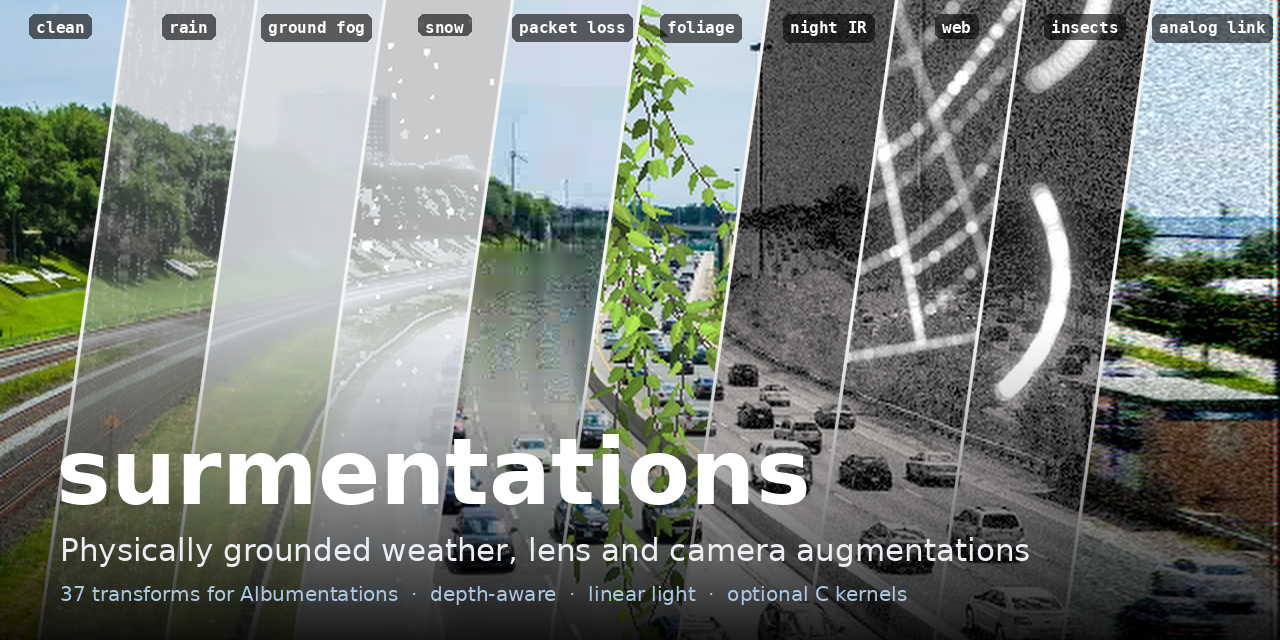 clean
rain
ground fog
snow
packet loss
foliage
night IR
web
insects
analog link
surmentations
Physically grounded weather, lens and camera augmentations
37 transforms for Albumentations · depth-aware · linear light · optional C kernels